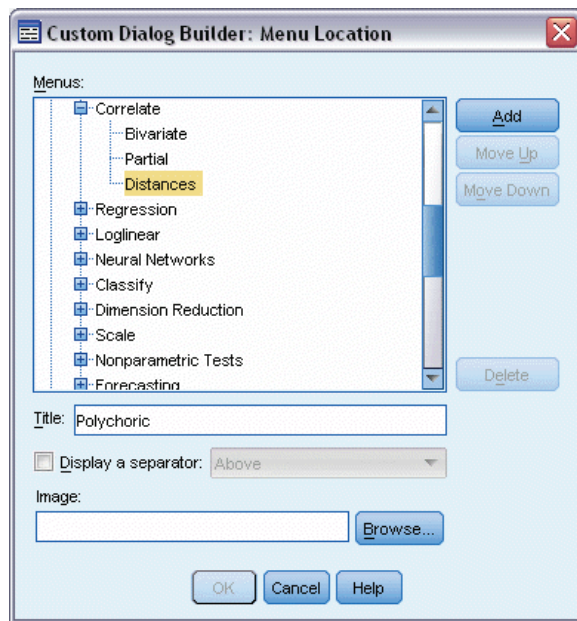 Custom Dialog Builder: Menu Location
Menus:
Correlate
Bivariate
Partial
Distances
Regression
Loglinear
Neural Networks
Classify
Dimension Reduction
Scale
Nonparametric Tests
Forecasting
Add
Move Up
Move Down
Delete
Title: Polychoric
Display a separator: Above
Image:
Browse...
OK Cancel Help